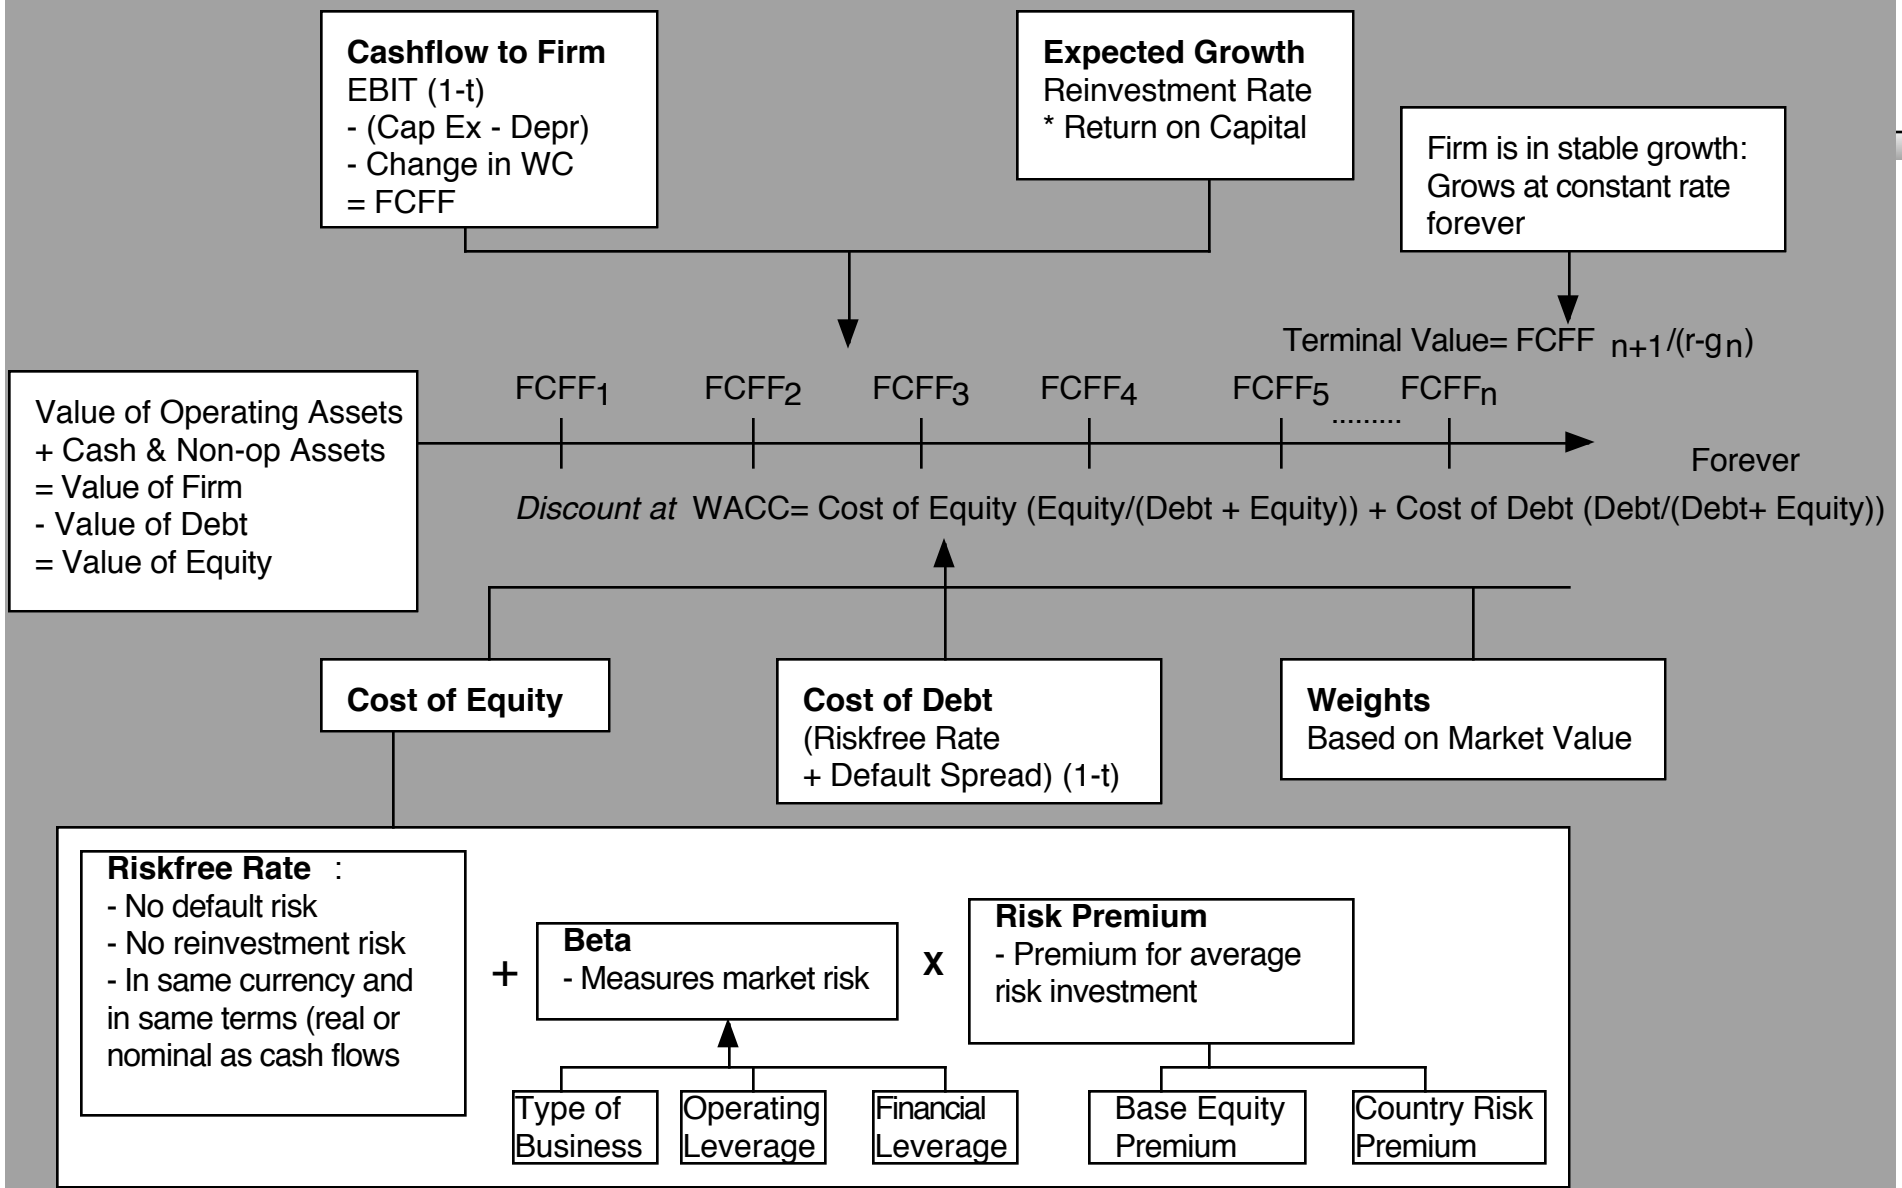 Cashflow to Firm
EBIT (1-t)
- (Cap Ex - Depr)
- Change in WC
= FCFF
Expected Growth
Reinvestment Rate
* Return on Capital
Firm is in stable growth:
Grows at constant rate
forever
Terminal Value= FCFF n+1/(r-gn)
FCFF1 FCFF2 FCFF3 FCFF4 FCFF5 ......... FCFFn
Forever
Value of Operating Assets
+ Cash & Non-op Assets
= Value of Firm
- Value of Debt
= Value of Equity
Discount at WACC= Cost of Equity (Equity/(Debt + Equity)) + Cost of Debt (Debt/(Debt+ Equity))
Cost of Equity
Cost of Debt
(Riskfree Rate
+ Default Spread) (1-t)
Weights
Based on Market Value
Riskfree Rate :
- No default risk
- No reinvestment risk
- In same currency and
in same terms (real or
nominal as cash flows
+
Beta
- Measures market risk
X
Risk Premium
- Premium for average
risk investment
Type of
Business
Operating
Leverage
Financial
Leverage
Base Equity
Premium
Country Risk
Premium